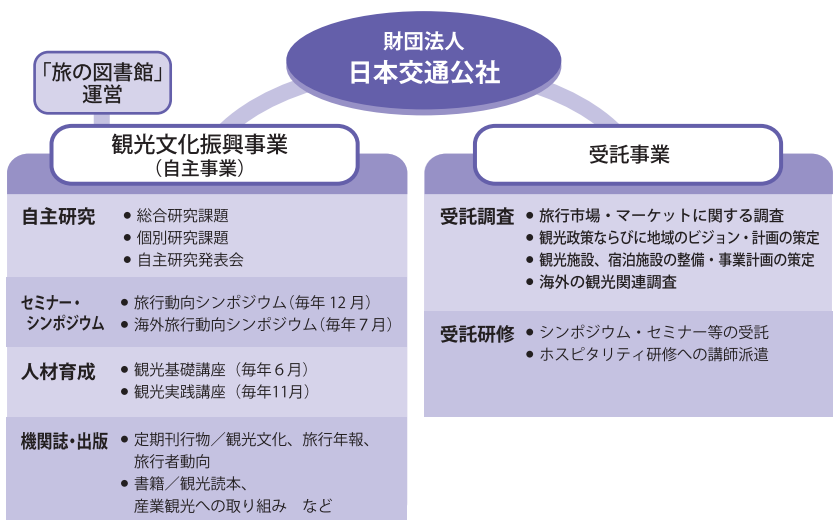 財団法人
日本交通公社
「旅の図書館」
運営
観光文化振興事業
（自主事業）
自主研究
● 総合研究課題
● 個別研究課題
● 自主研究発表会
セミナー・
シンポジウム
● 旅行動向シンポジウム（毎年 12 月）
● 海外旅行動向シンポジウム（毎年７月）
人材育成
● 観光基礎講座（毎年６月）
● 観光実践講座（毎年11月）
機関誌・出版
● 定期刊行物／観光文化、旅行年報、
旅行者動向
● 書籍／観光読本、
産業観光への取り組み　など
受託事業
受託調査
● 旅行市場・マーケットに関する調査
● 観光政策ならびに地域のビジョン・計画の策定
● 観光施設、宿泊施設の整備・事業計画の策定
● 海外の観光関連調査
受託研修
● シンポジウム・セミナー等の受託
● ホスピタリティ研修への講師派遣